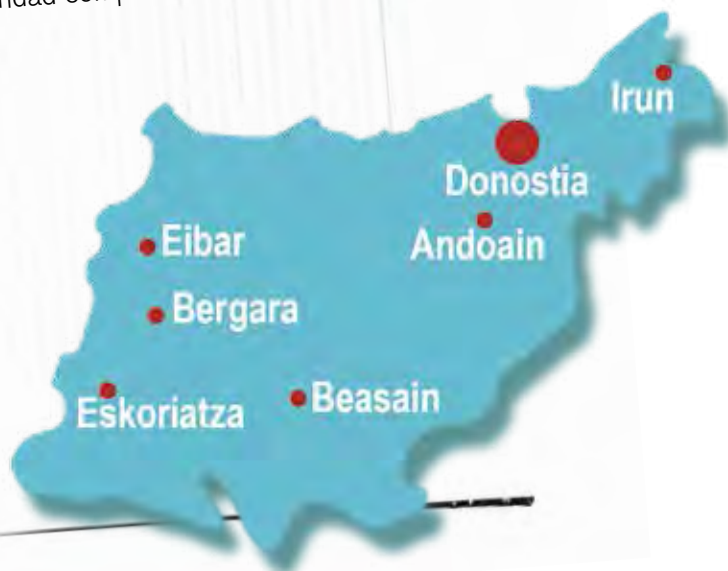 Irun
Donostia
Andoain
Eibar
Bergara
Eskoriatza
Beasain